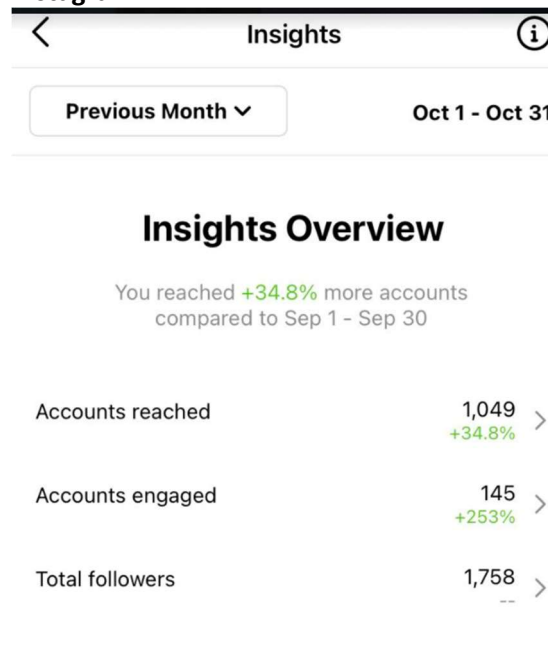 Insights
Previous Month
Oct 1 - Oct 31
Insights Overview
You reached +34.8% more accounts
compared to Sep 1 - Sep 30
Accounts reached
1,049
+34.8%
Accounts engaged
145
+253%
Total followers
1,758
--